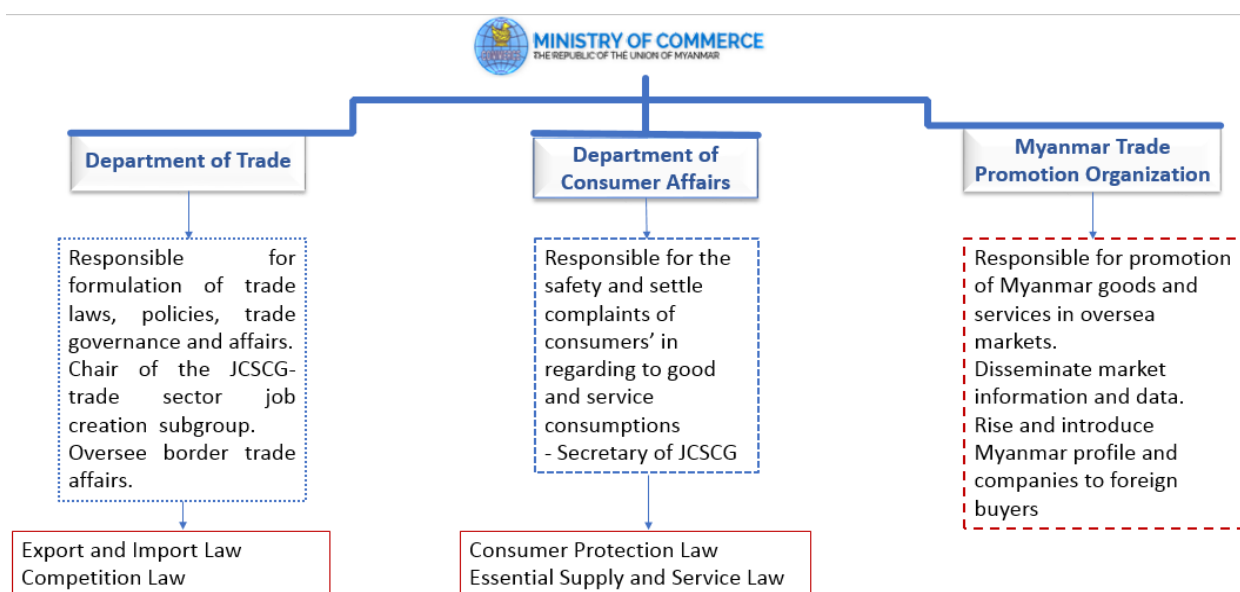 MINISTRY OF COMMERCE
THE REPUBLIC OF THE UNION OF MYANMAR
Department of Trade
Department of
Consumer Affairs
Myanmar Trade
Promotion Organization
Responsible for
formulation of trade
laws, policies, trade
governance and affairs.
Chair of the JCSCG-
trade sector job
creation subgroup.
Oversee border trade
affairs.
Responsible for the
safety and settle
complaints of
consumers’ in
regarding to good
and service
consumptions
- Secretary of JCSCG
Responsible for promotion
of Myanmar goods and
services in oversea
markets.
Disseminate market
information and data.
Rise and introduce
Myanmar profile and
companies to foreign
buyers
Export and Import Law
Competition Law
Consumer Protection Law
Essential Supply and Service Law